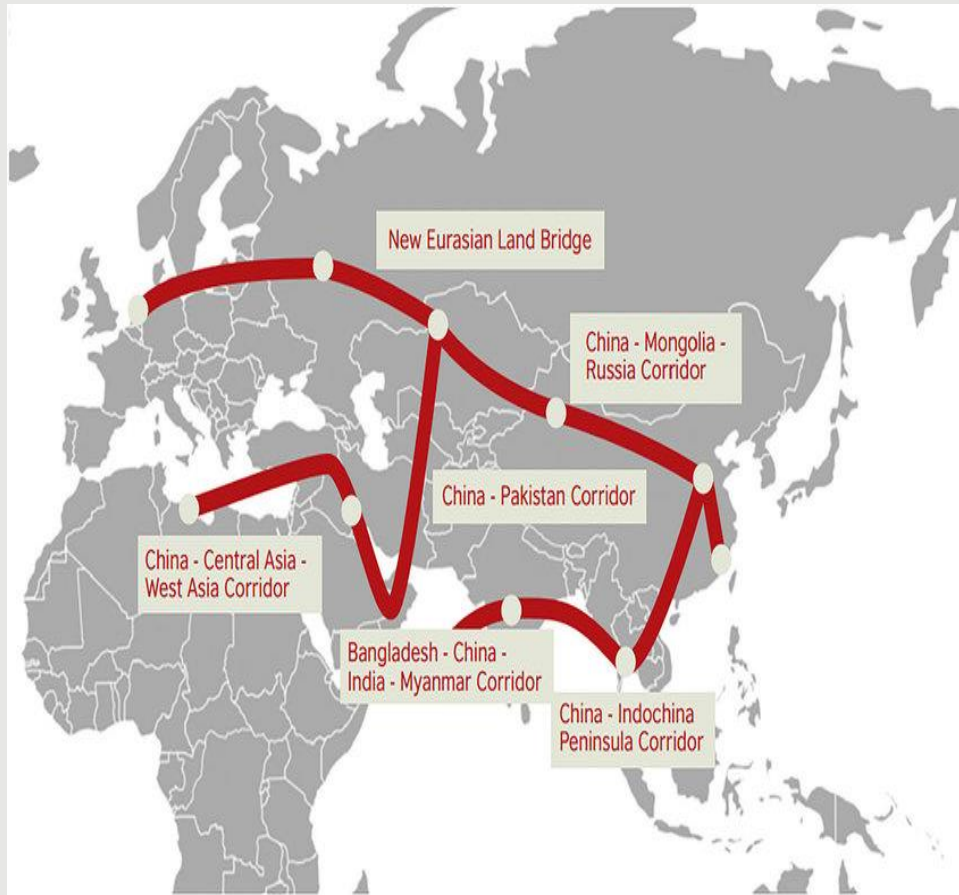 New Eurasian Land Bridge
China - Mongolia -
Russia Corridor
China - Pakistan Corridor
China - Central Asia -
West Asia Corridor
Bangladesh - China -
India - Myanmar Corridor
China - Indochina
Peninsula Corridor